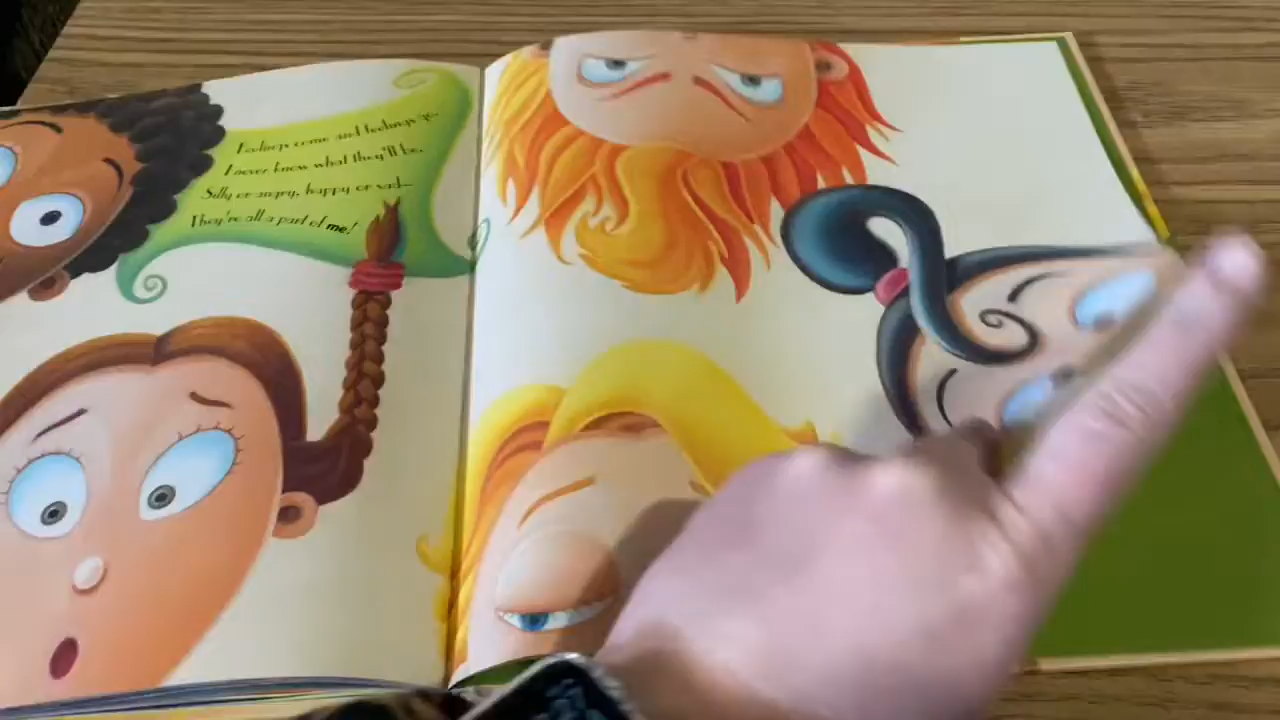 Feelings come and feelings go.
I never know what they'll be.
Silly or angry, happy or sad—
They're all a part of me!